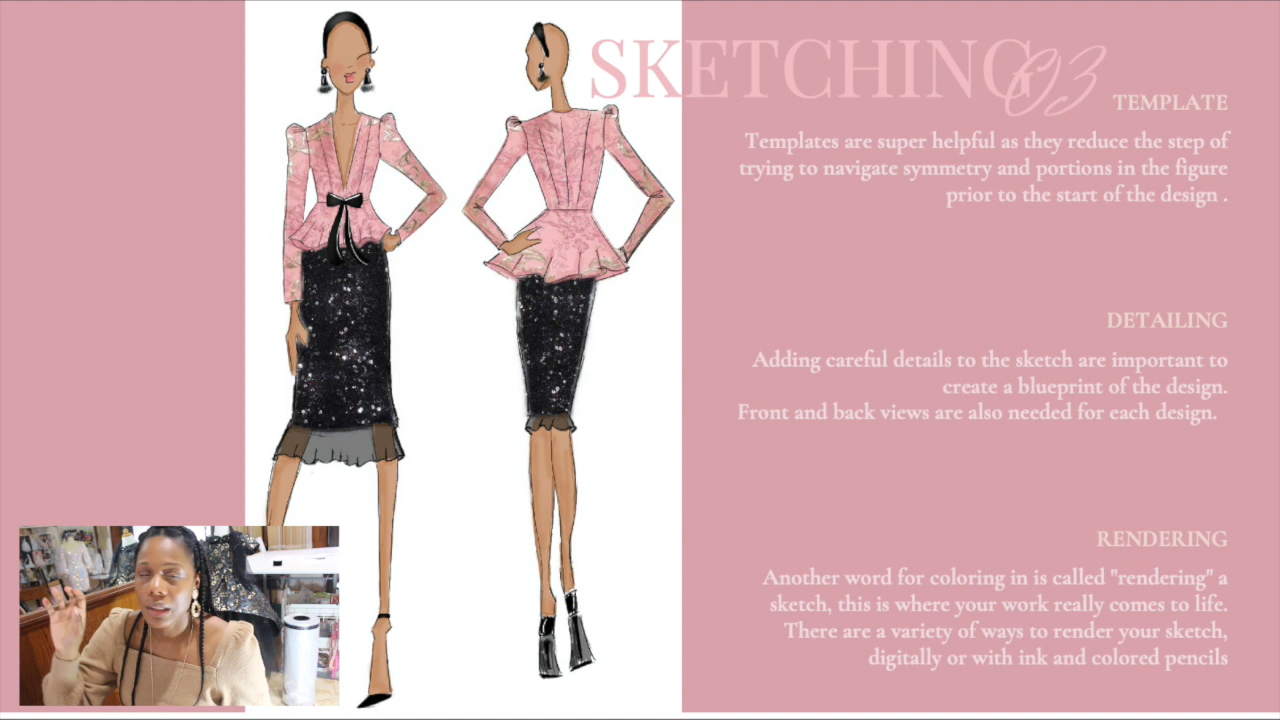 SKETCHING
03
TEMPLATE
Templates are super helpful as they reduce the step of
trying to navigate symmetry and portions in the figure
prior to the start of the design .
DETAILING
Adding careful details to the sketch are important to
create a blueprint of the design.
Front and back views are also needed for each design.
RENDERING
Another word for coloring in is called "rendering" a
sketch, this is where your work really comes to life.
There are a variety of ways to render your sketch,
digitally or with ink and colored pencils